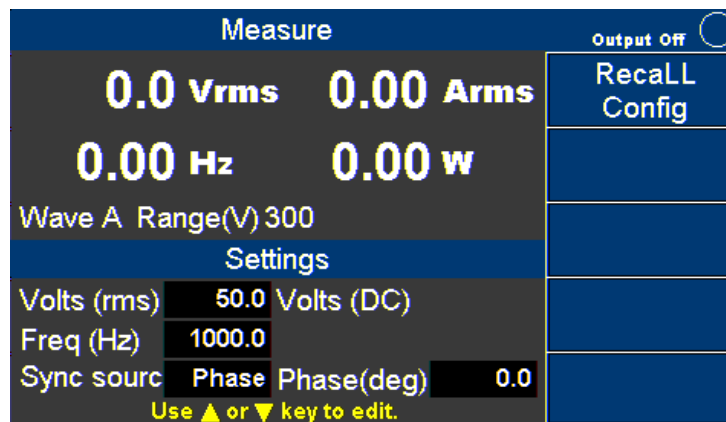 Measure
Output Off
0.0 Vrms 0.00 Arms
RecaLL
Config
0.00 Hz 0.00 W
Wave A Range(V) 300
Settings
Volts (rms) 50.0 Volts (DC)
Freq (Hz) 1000.0
Sync sourc Phase Phase(deg) 0.0
Use ▲ or ▼ key to edit.